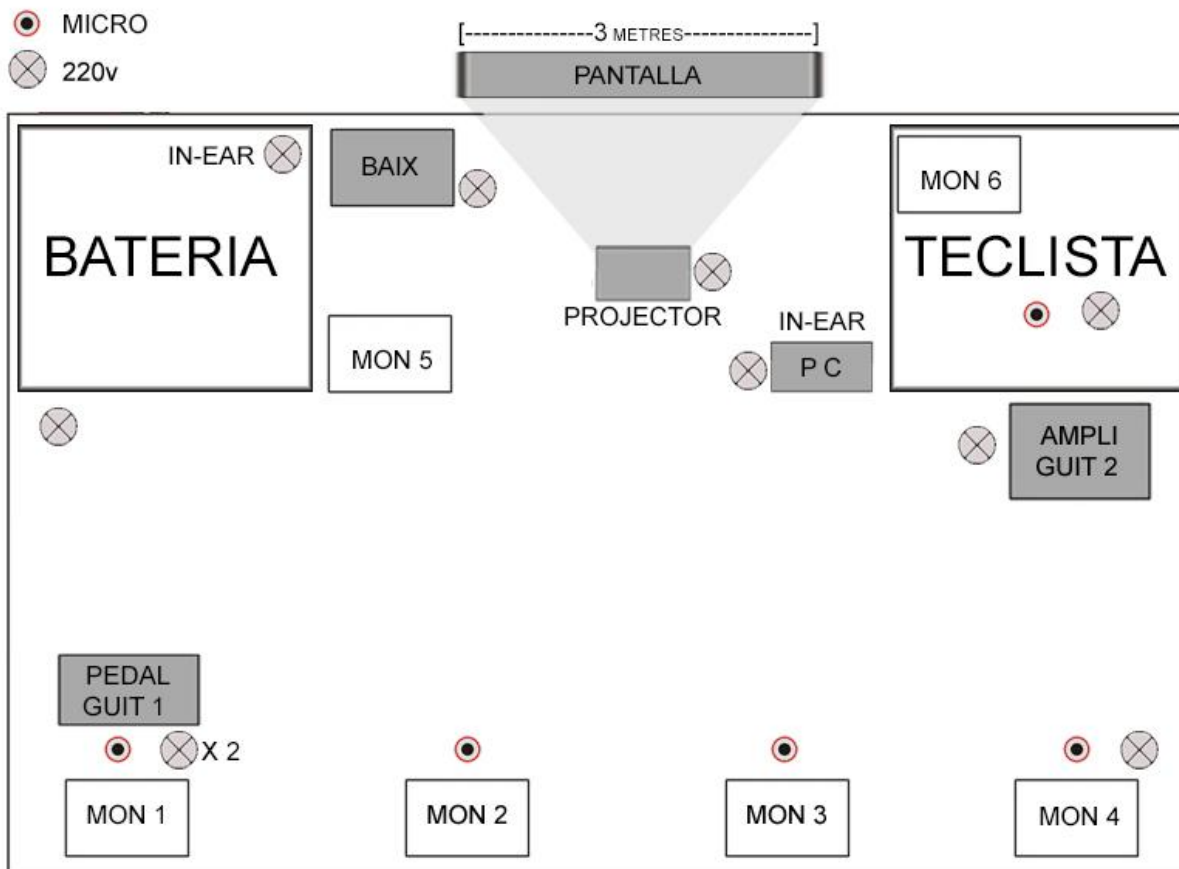 MICRO
220v
[---------------3 METRES---------------]
PANTALLA
IN-EAR
BAIX
MON 6
BATERIA
TECLISTA
PROJECTOR
IN-EAR
MON 5
P C
AMPLI
GUIT 2
PEDAL
GUIT 1
X 2
MON 1
MON 2
MON 3
MON 4